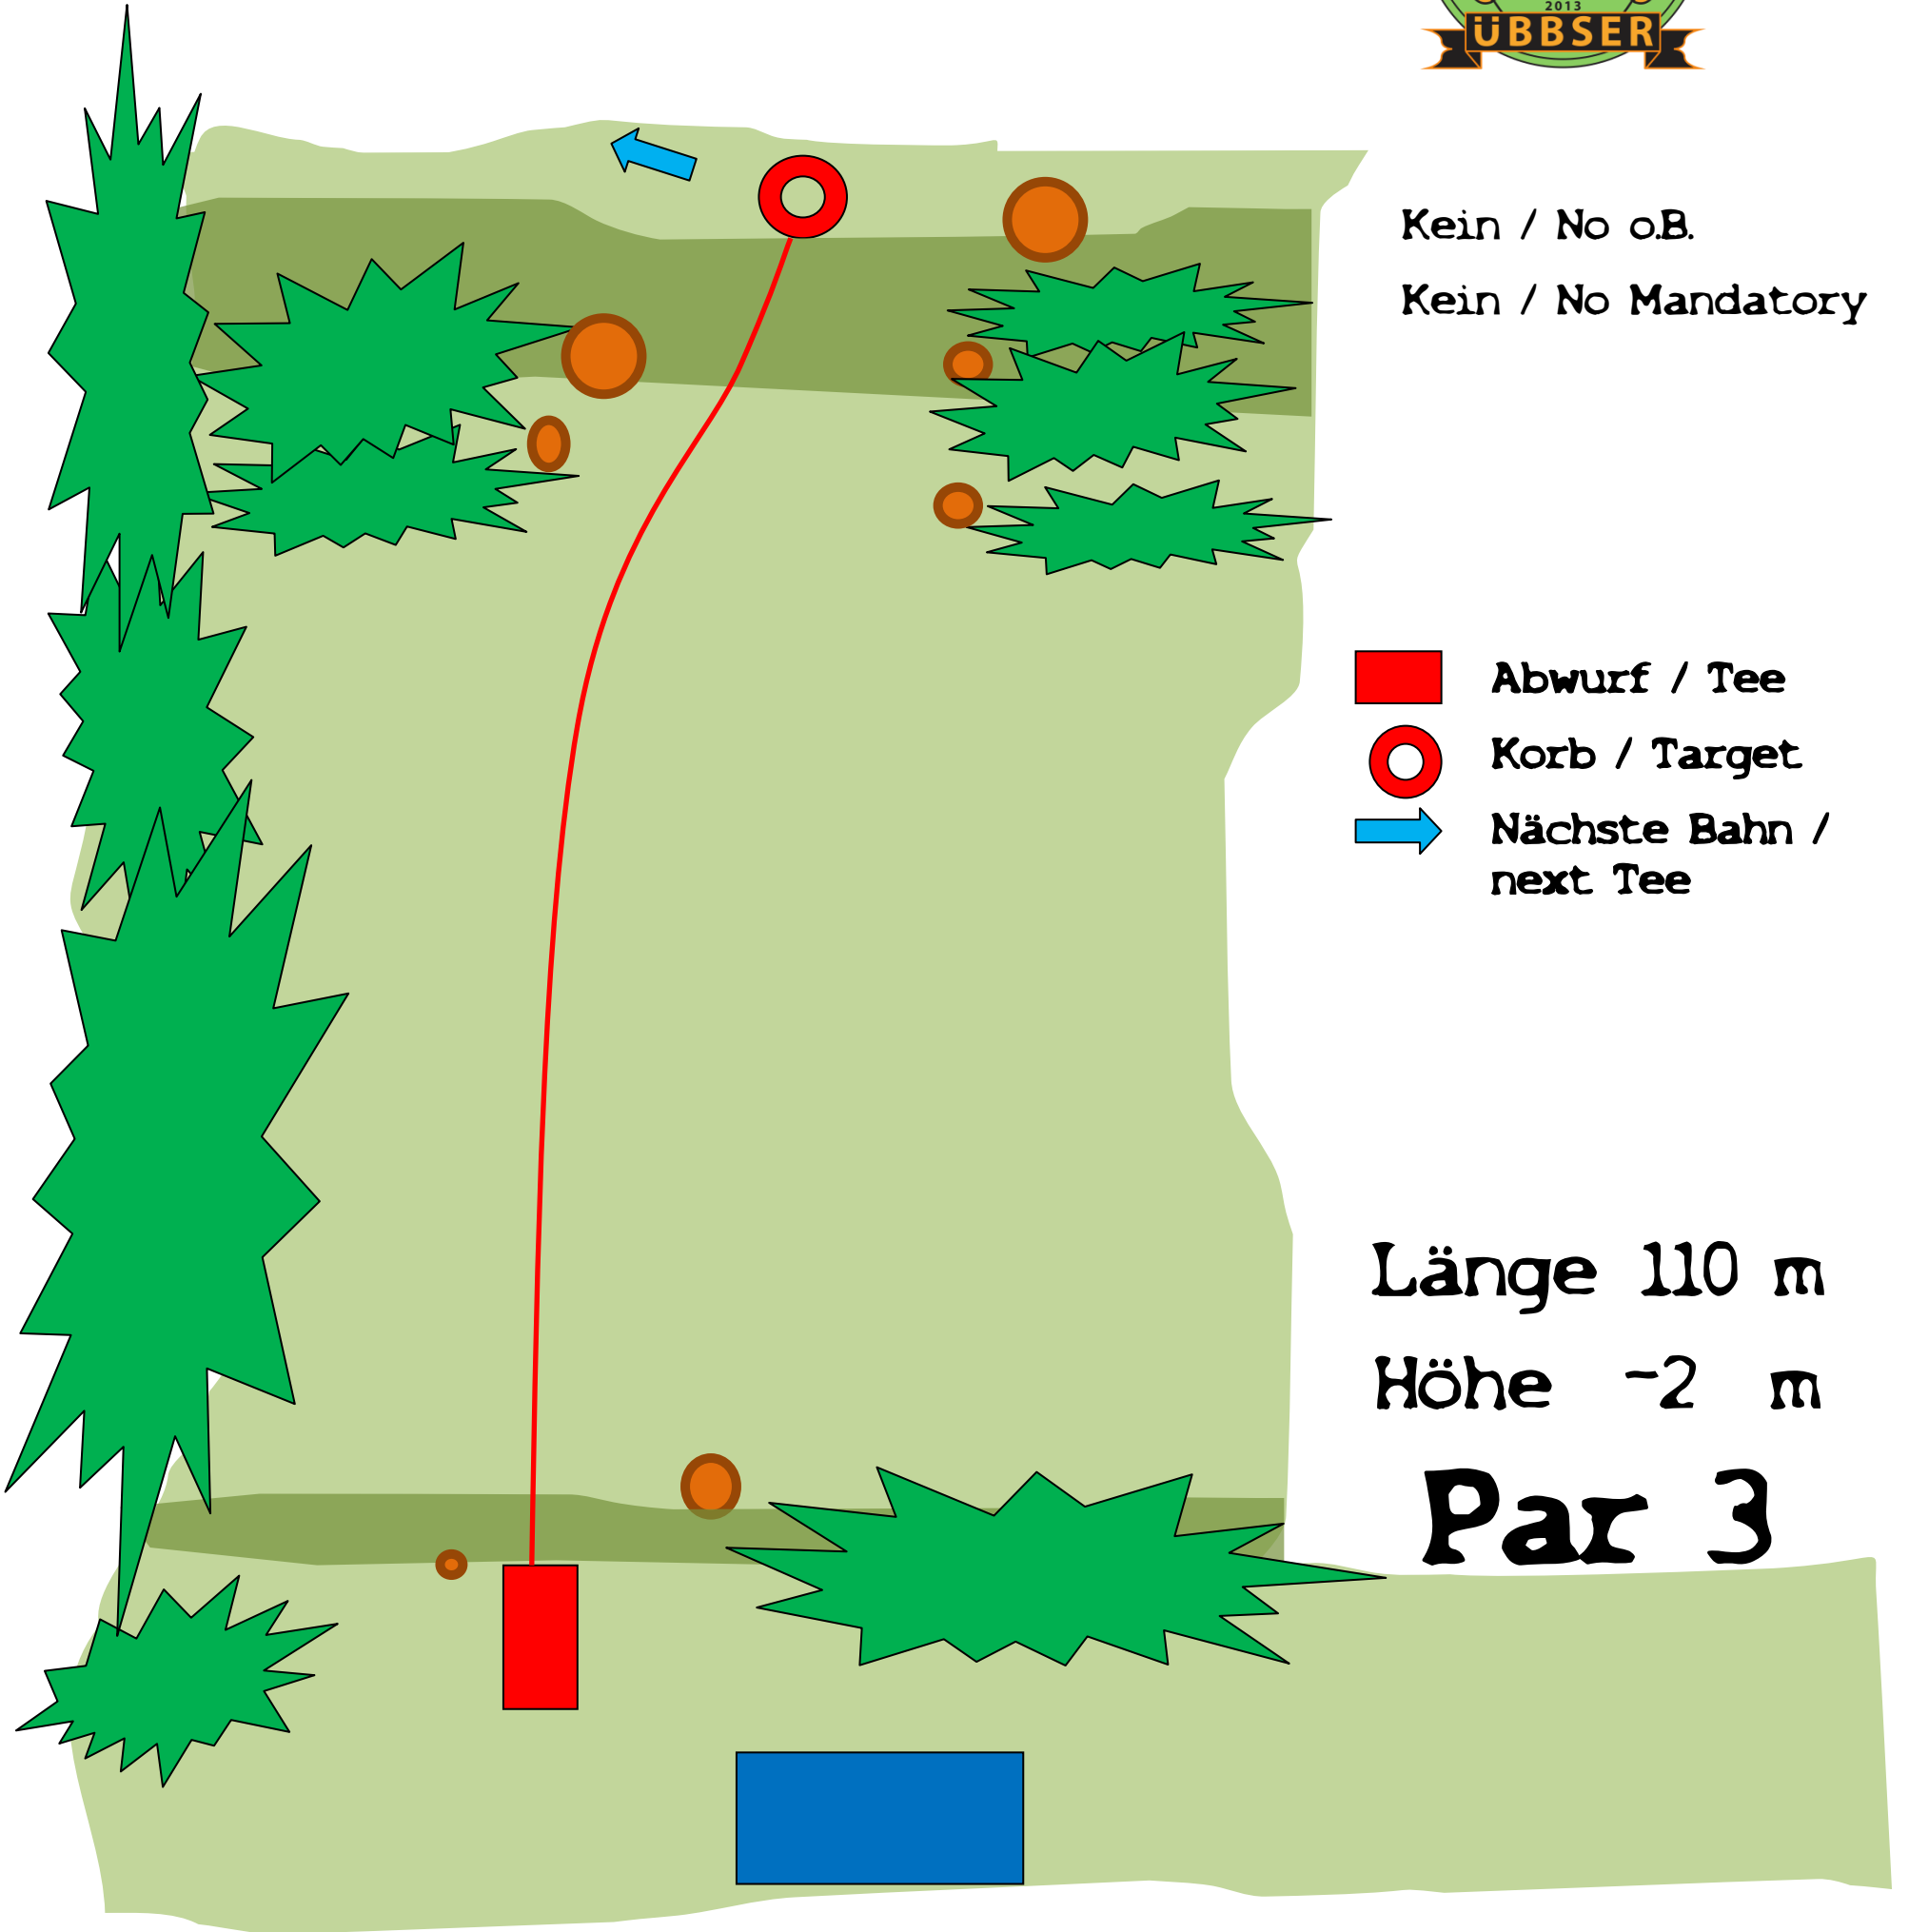 2013
ÜBBSER
Kein / No o.B.
Kein / No Mandatoy
Abwurf / Tee
Korb / Target
Nächste Bahn /
next Tee
Länge 110 m
Höhe ~2 m
Par 3